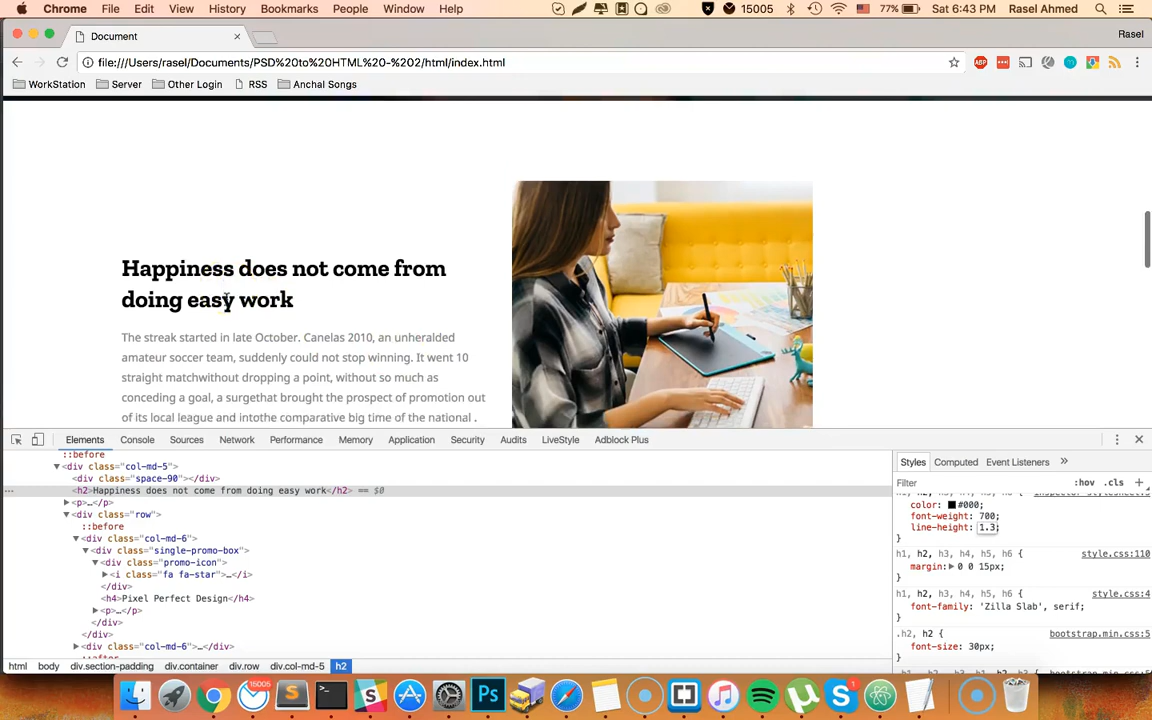 Chrome File Edit View History Bookmarks People Window Help 15005 77% Sat 6:43 PM Rasel Ahmed
Document Rasel
file:///Users/rasel/Documents/PSD%20to%20HTML%20-%202/html/index.html
WorkStation Server Other Login RSS Anchal Songs
Happiness does not come from
doing easy work
The streak started in late October. Canelas 2010, an unheralded
amateur soccer team, suddenly could not stop winning. It went 10
straight matchwithout dropping a point, without so much as
conceding a goal, a surgethat brought the prospect of promotion out
of its local league and intothe comparative big time of the national .
Elements Console Sources Network Performance Memory Application Security Audits LiveStyle Adblock Plus
::before
<div class="col-md-5">
<div class="space-90"></div>
<h2>Happiness does not come from doing easy work</h2> == $0
<p>…</p>
<div class="row">
::before
<div class="col-md-6">
<div class="single-promo-box">
<div class="promo-icon">
<i class="fa fa-star">…</i>
</div>
<h4>Pixel Perfect Design</h4>
<p>…</p>
</div>
</div>
<div class="col-md-6">…</div>
html body div.section-padding div.container div.row div.col-md-5 h2
Styles Computed Event Listeners »
Filter :hov .cls +
color: #000;
font-weight: 700;
line-height: 1.3;
}
h1, h2, h3, h4, h5, h6 { style.css:110
margin: 0 0 15px;
}
h1, h2, h3, h4, h5, h6 { style.css:4
font-family: 'Zilla Slab', serif;
}
.h2, h2 { bootstrap.min.css:5
font-size: 30px;
}
15005